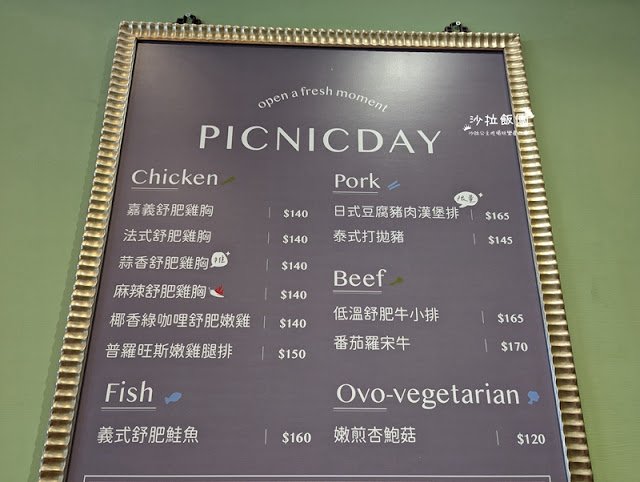 open a fresh moment
PICNICDAY
沙拉飯團
Chicken
嘉義舒肥雞胸 | $140
法式舒肥雞胸 | $140
蒜香舒肥雞胸 推 | $140
麻辣舒肥雞胸 | $140
椰香綠咖哩舒肥嫩雞 | $140
普羅旺斯嫩雞腿排 | $150
Fish
義式舒肥鮭魚 | $160
Pork
限量
日式豆腐豬肉漢堡排 | $165
泰式打拋豬 | $145
Beef
低溫舒肥牛小排 | $165
番茄羅宋牛 | $170
Ovo-vegetarian
嫩煎杏鮑菇 | $120